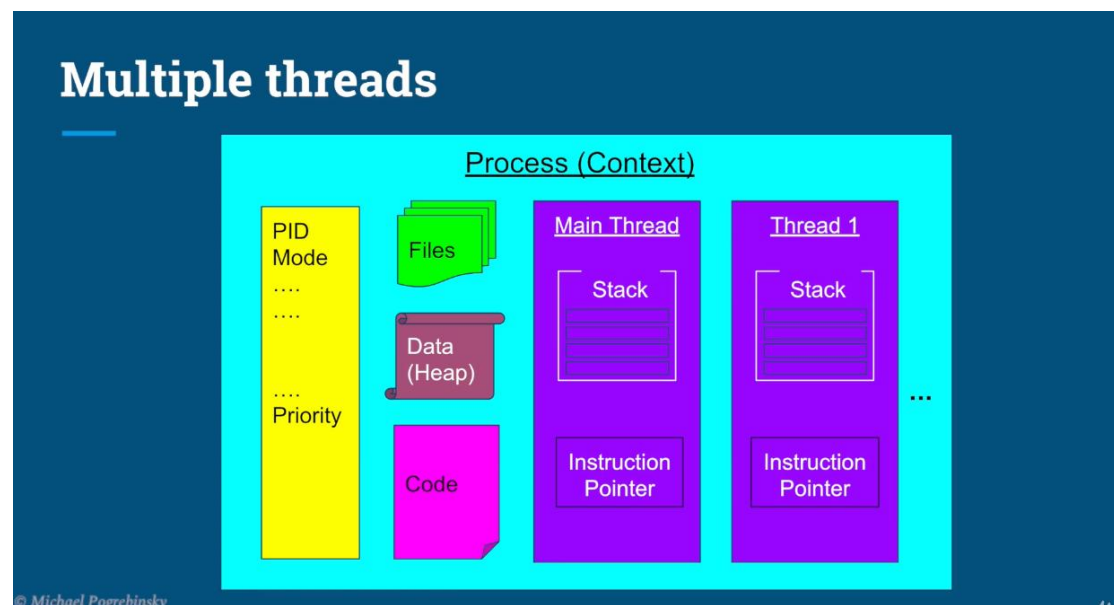 Multiple threads
Process (Context)
PID
Mode
....
....
....
Priority
Files
Data
(Heap)
Code
Main Thread
Stack
Instruction
Pointer
Thread 1
Stack
Instruction
Pointer
...
© Michael Pogrebinsky